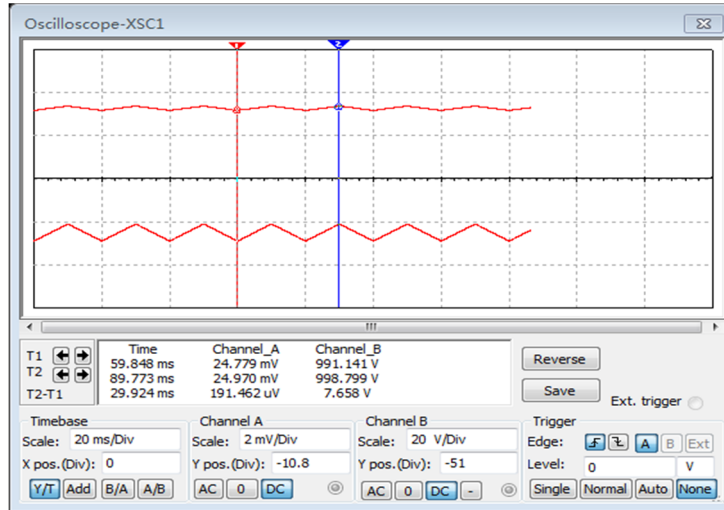 Oscilloscope-XSC1
1 2
T1
T2
T2-T1
Time Channel_A Channel_B
59.848 ms 24.779 mV 991.141 V
89.773 ms 24.970 mV 998.799 V
29.924 ms 191.462 uV 7.658 V
Reverse
Save
Ext. trigger
Timebase
Scale: 20 ms/Div
X pos.(Div): 0
Y/T Add B/A A/B
Channel A
Scale: 2 mV/Div
Y pos.(Div): -10.8
AC 0 DC
Channel B
Scale: 20 V/Div
Y pos.(Div): -51
AC 0 DC -
Trigger
Edge: A B Ext
Level: 0 V
Single Normal Auto None